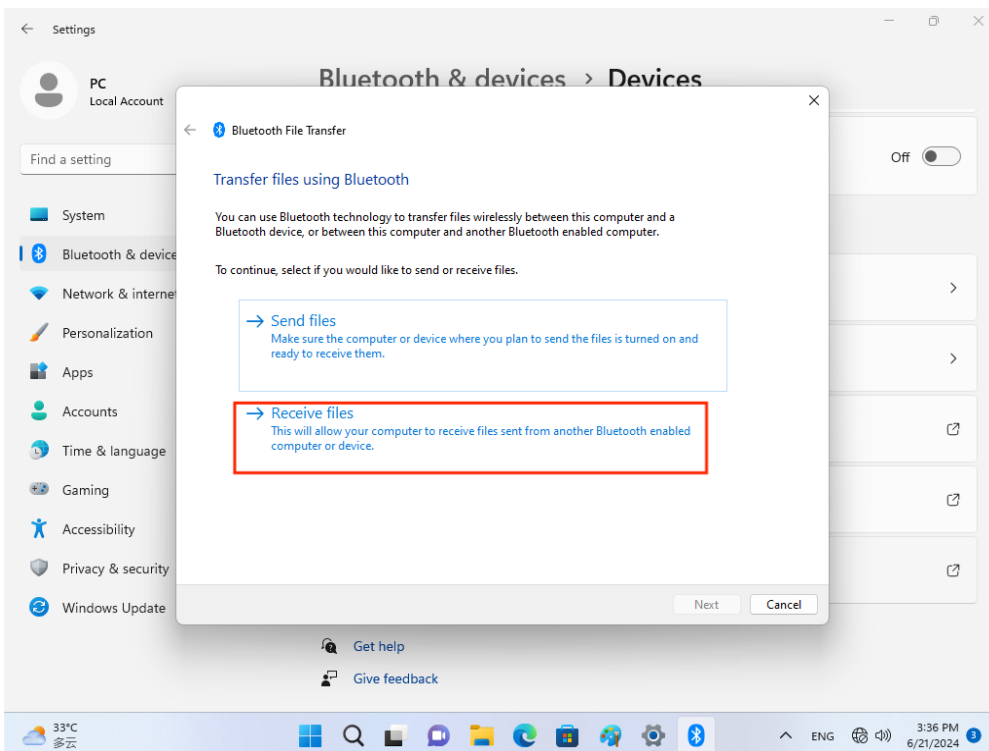 Settings
PC
Local Account
Bluetooth & devices > Devices
Find a setting
Off
System
Bluetooth & device
Network & interne
Personalization
Apps
Accounts
Time & language
Gaming
Accessibility
Privacy & security
Windows Update
Bluetooth File Transfer
Transfer files using Bluetooth
You can use Bluetooth technology to transfer files wirelessly between this computer and a
Bluetooth device, or between this computer and another Bluetooth enabled computer.
To continue, select if you would like to send or receive files.
Send files
Make sure the computer or device where you plan to send the files is turned on and
ready to receive them.
Receive files
This will allow your computer to receive files sent from another Bluetooth enabled
computer or device.
Next
Cancel
Get help
Give feedback
33°C
多云
ENG
3:36 PM
6/21/2024
3